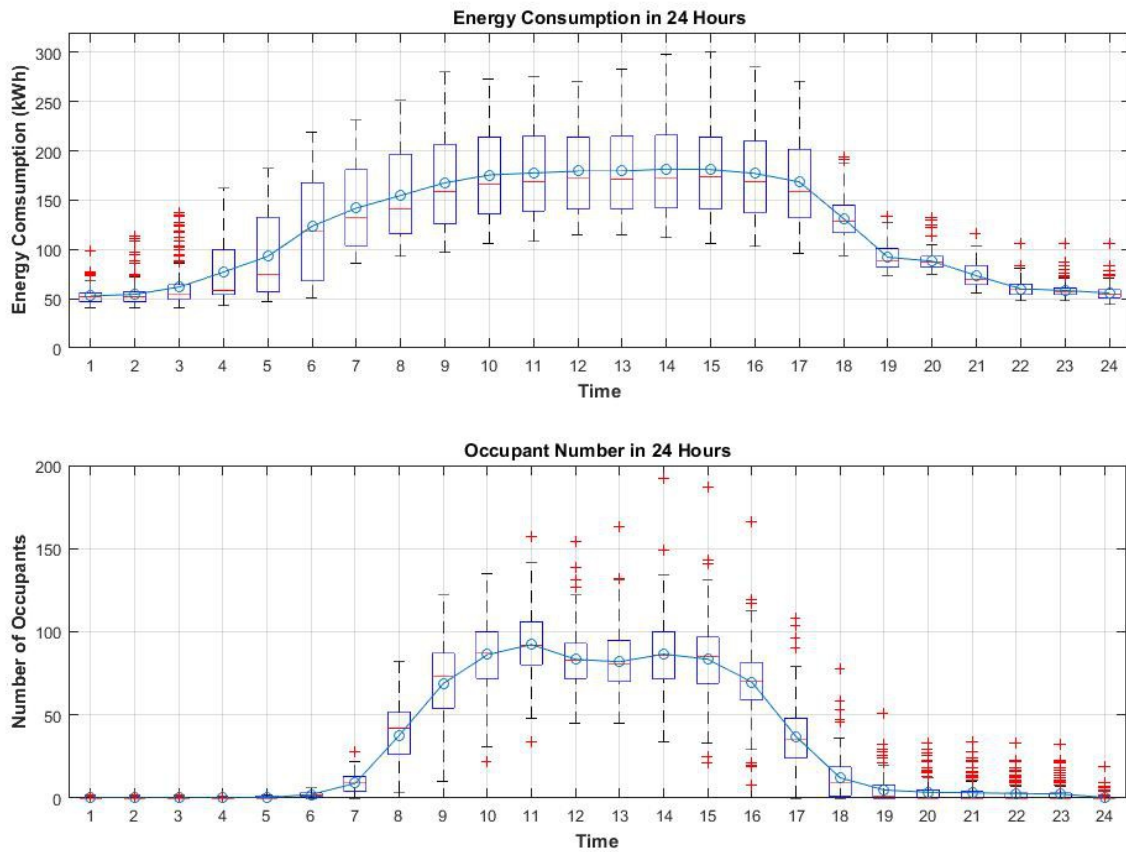 Energy Consumption in 24 Hours
Energy Consumption (kWh)
300
250
200
150
100
50
0
1 2 3 4 5 6 7 8 9 10 11 12 13 14 15 16 17 18 19 20 21 22 23 24
Time
Occupant Number in 24 Hours
Number of Occupants
200
150
100
50
0
1 2 3 4 5 6 7 8 9 10 11 12 13 14 15 16 17 18 19 20 21 22 23 24
Time